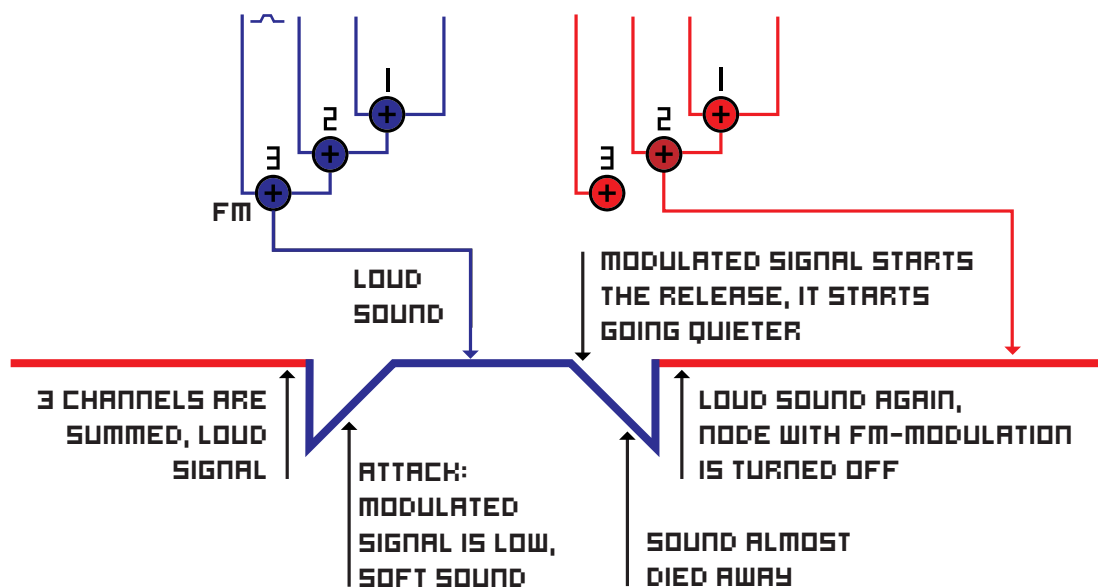 1
2
3
FM
1
2
3
LOUD
SOUND
MODULATED SIGNAL STARTS
THE RELEASE, IT STARTS
GOING QUIETER
3 CHANNELS ARE
SUMMED, LOUD
SIGNAL
ATTACK:
MODULATED
SIGNAL IS LOW,
SOFT SOUND
SOUND ALMOST
DIED AWAY
LOUD SOUND AGAIN,
NODE WITH FM-MODULATION
IS TURNED OFF